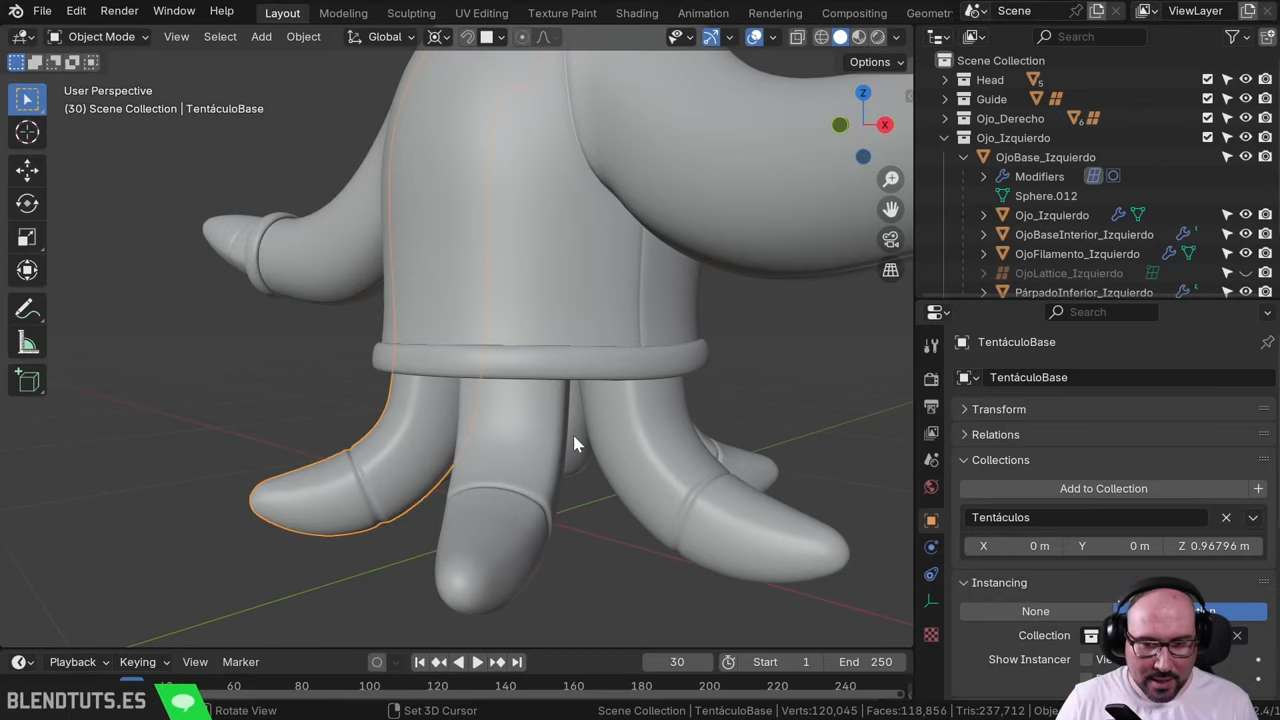 File Edit Render Window Help Layout Modeling Sculpting UV Editing Texture Paint Shading Animation Rendering Compositing Geometr Scene ViewLayer
Object Mode View Select Add Object Global Search
Options
User Perspective
(30) Scene Collection | TentáculoBase
Z
X
Scene Collection
Head 5
Guide
Ojo_Derecho 6
Ojo_Izquierdo
OjoBase_Izquierdo
Modifiers
Sphere.012
Ojo_Izquierdo
OjoBaseInterior_Izquierdo
OjoFilamento_Izquierdo
OjoLattice_Izquierdo
PárpadoInferior_Izquierdo
Search
TentáculoBase
TentáculoBase
Transform
Relations
Collections
Add to Collection
Tentáculos
X 0 m Y 0 m Z 0.96796 m
Instancing
None
Collection
Show Instancer
Playback Keying View Marker 30 Start 1 End 250
60 80 100 120 140 160 180 200 220 240
BLENDTUTS.ES
Rotate View Set 3D Cursor Scene Collection | TentáculoBase Verts:120,045 Faces:118,856 Tris:237,712